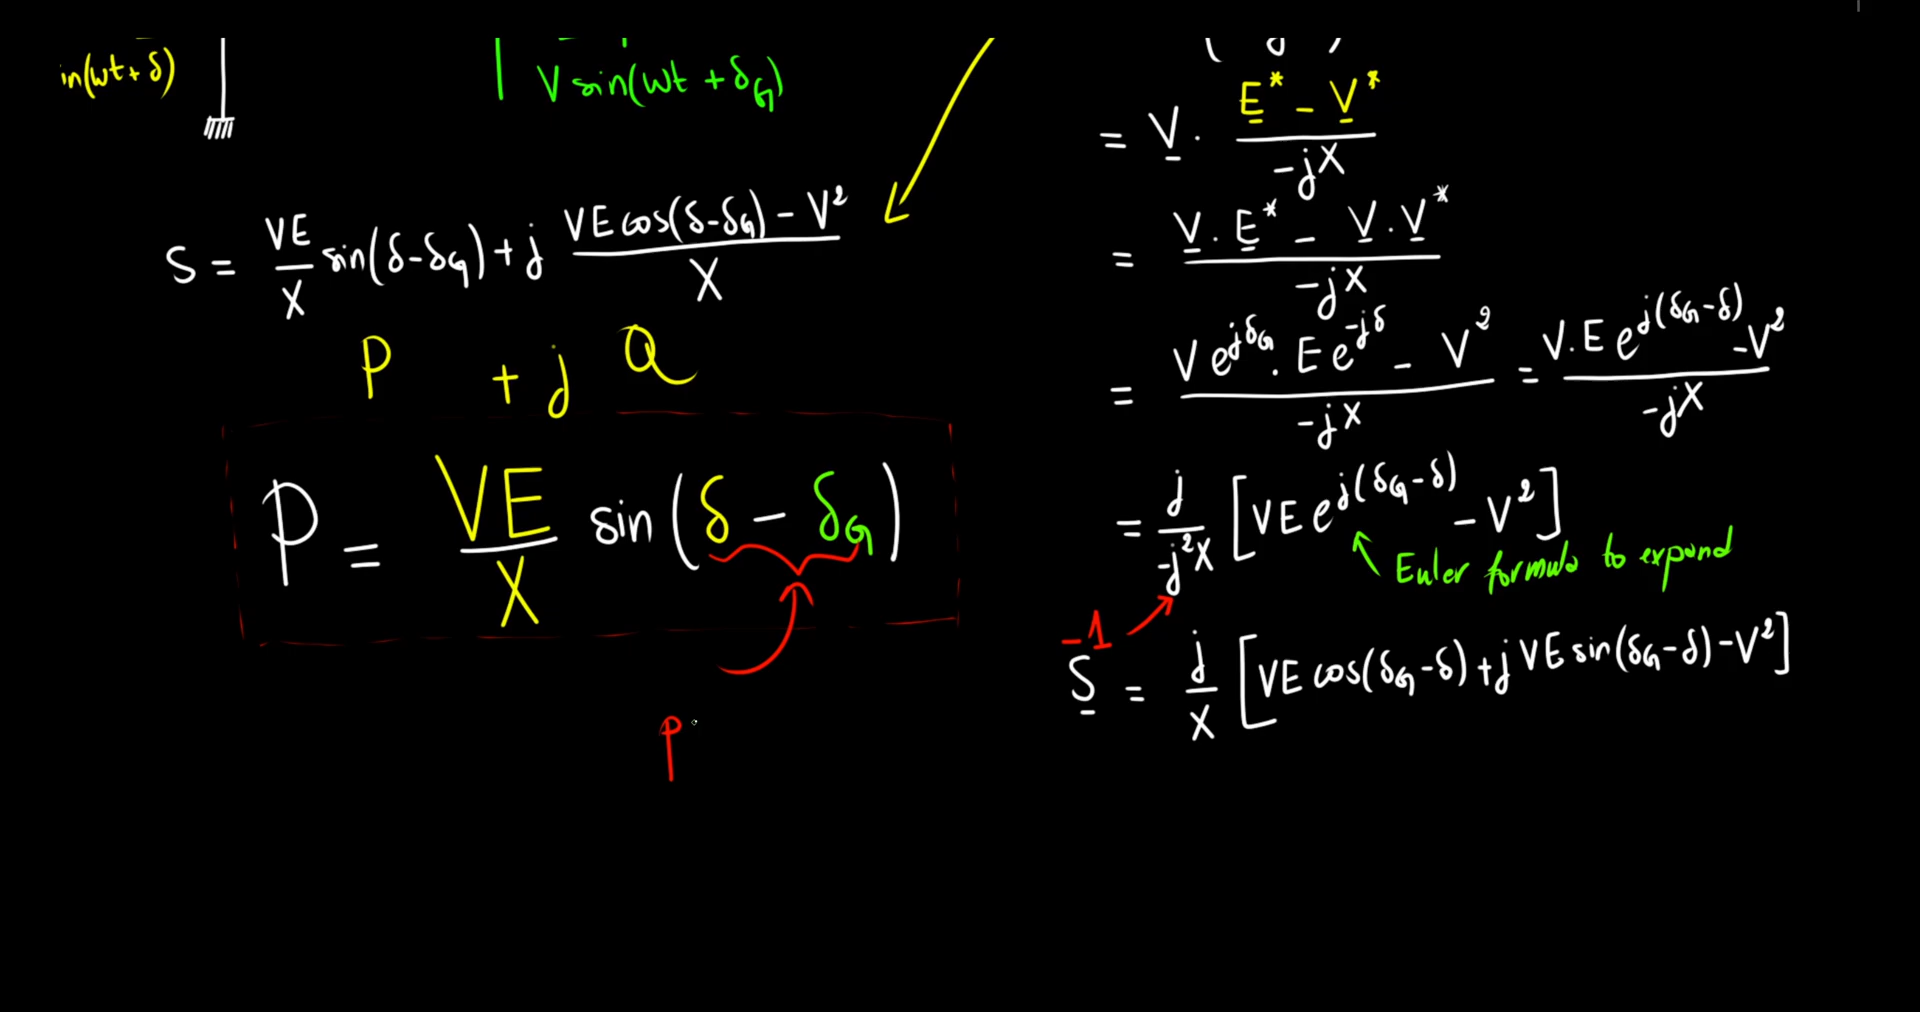 in(wt + δ)
V sin(wt + δG)
S = VE/X sin(δ-δG) + j (VE cos(δ-δG) - V²)/X
P + j Q
P = VE/X sin(δ - δG)
P
= V · (E* - V*)/(-jX)
= (V · E* - V · V*)/(-jX)
= (V e^jδG · E e^-jδ - V²)/(-jX) = (V.E e^j(δG-δ) - V²)/(-jX)
= j/(-j²X) [VE e^j(δG-δ) - V²]
Euler formula to expand
-1
S = j/X [VE cos(δG-δ) + j VE sin(δG-δ) - V²]